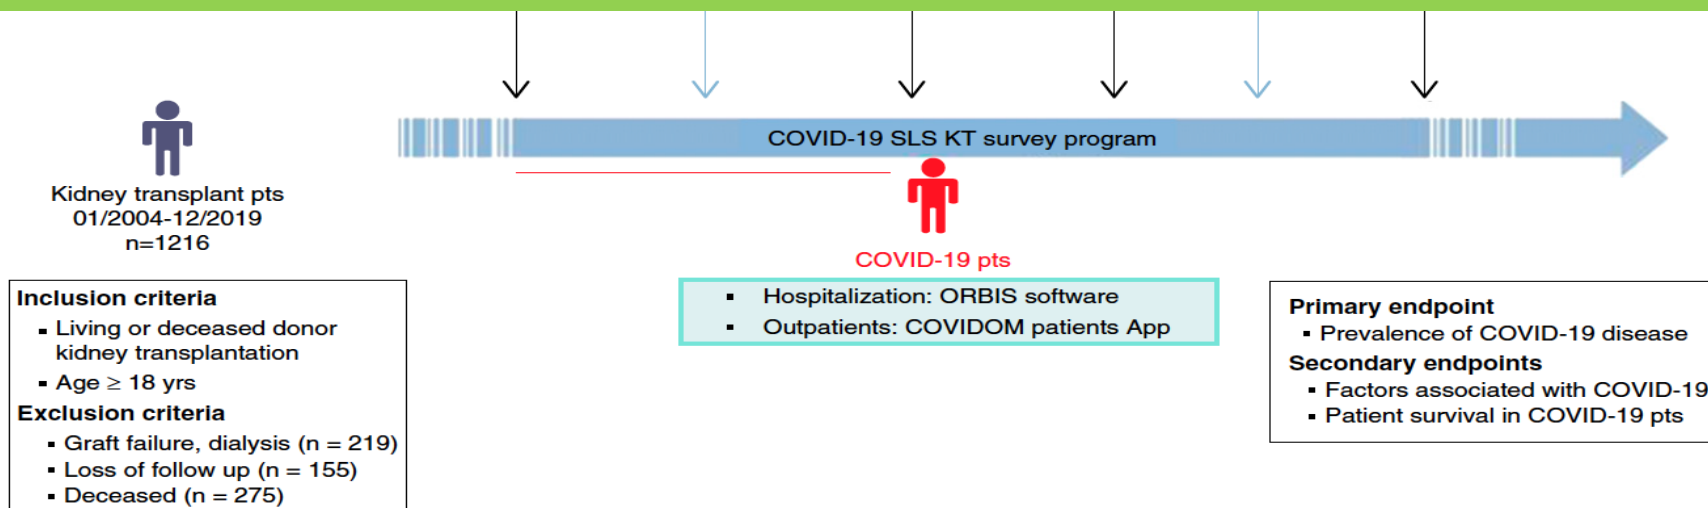 COVID-19 SLS KT survey program
Kidney transplant pts
01/2004-12/2019
n=1216
COVID-19 pts
▪ Hospitalization: ORBIS software
▪ Outpatients: COVIDOM patients App
Inclusion criteria
▪ Living or deceased donor
kidney transplantation
▪ Age ≥ 18 yrs
Exclusion criteria
▪ Graft failure, dialysis (n = 219)
▪ Loss of follow up (n = 155)
▪ Deceased (n = 275)
Primary endpoint
▪ Prevalence of COVID-19 disease
Secondary endpoints
▪ Factors associated with COVID-19
▪ Patient survival in COVID-19 pts